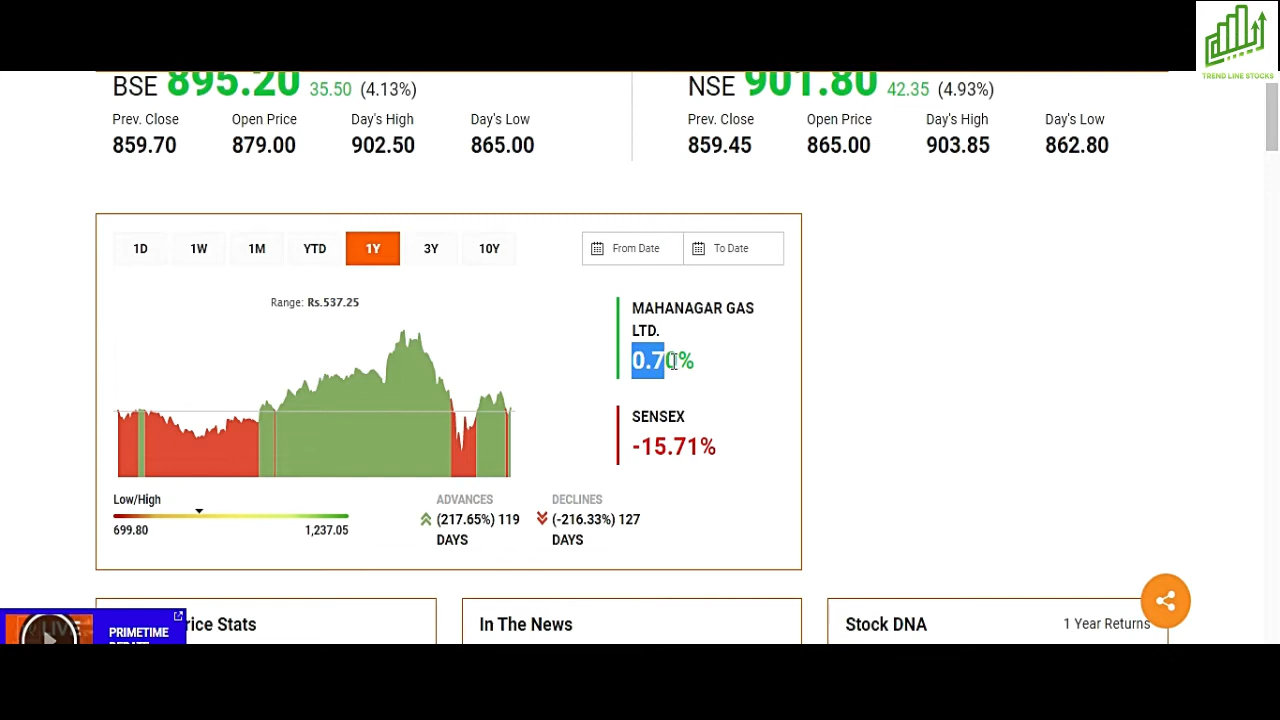 TREND LINE STOCKS
BSE 895.20 35.50 (4.13%)
NSE 901.80 42.35 (4.93%)
Prev. Close Open Price Day's High Day's Low
859.70 879.00 902.50 865.00
Prev. Close Open Price Day's High Day's Low
859.45 865.00 903.85 862.80
1D 1W 1M YTD 1Y 3Y 10Y
From Date To Date
Range: Rs.537.25
MAHANAGAR GAS
LTD.
0.70%
SENSEX
-15.71%
Low/High
699.80 1,237.05
ADVANCES
(217.65%) 119
DAYS
DECLINES
(-216.33%) 127
DAYS
rice Stats
In The News
Stock DNA 1 Year Returns
LIVE
PRIMETIME